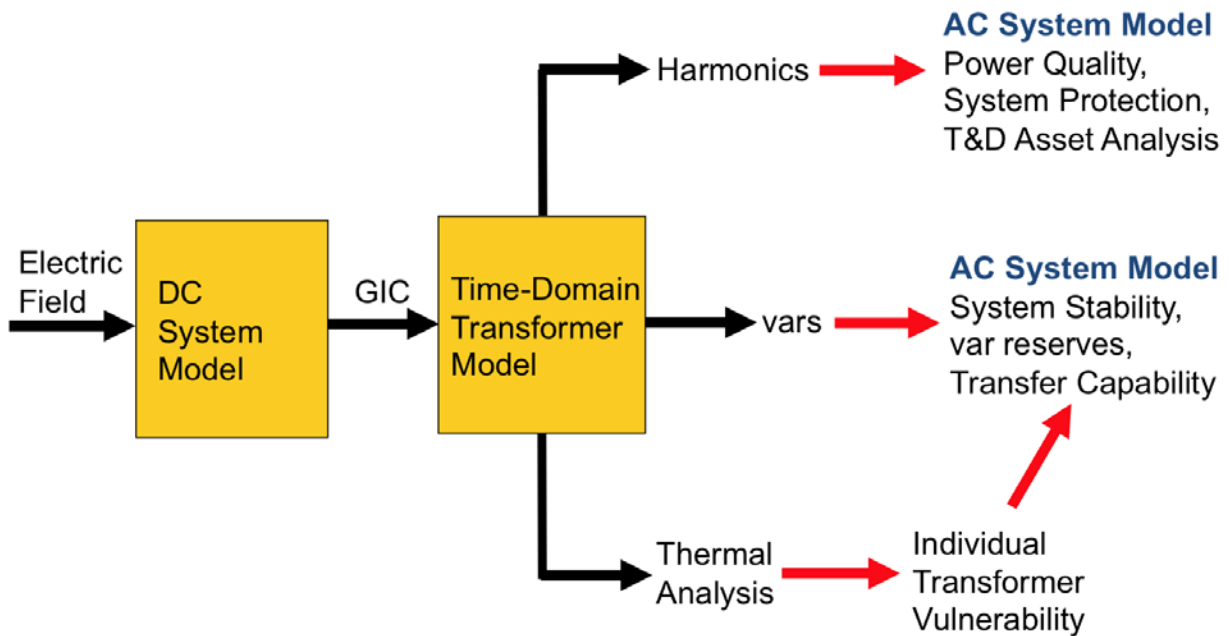 AC System Model
Power Quality,
System Protection,
T&D Asset Analysis
Harmonics
Electric
Field
DC
System
Model
GIC
Time-Domain
Transformer
Model
vars
AC System Model
System Stability,
var reserves,
Transfer Capability
Thermal
Analysis
Individual
Transformer
Vulnerability